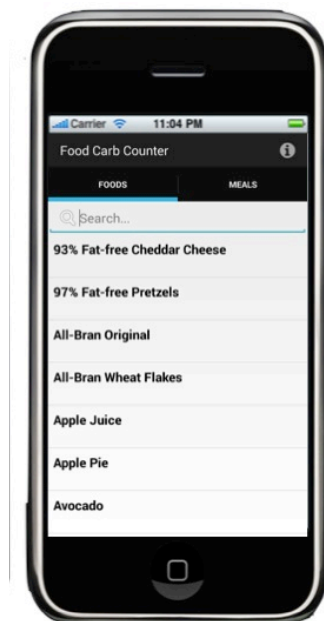 Carrier 11:04 PM
Food Carb Counter
FOODS MEALS
Search...
93% Fat-free Cheddar Cheese
97% Fat-free Pretzels
All-Bran Original
All-Bran Wheat Flakes
Apple Juice
Apple Pie
Avocado